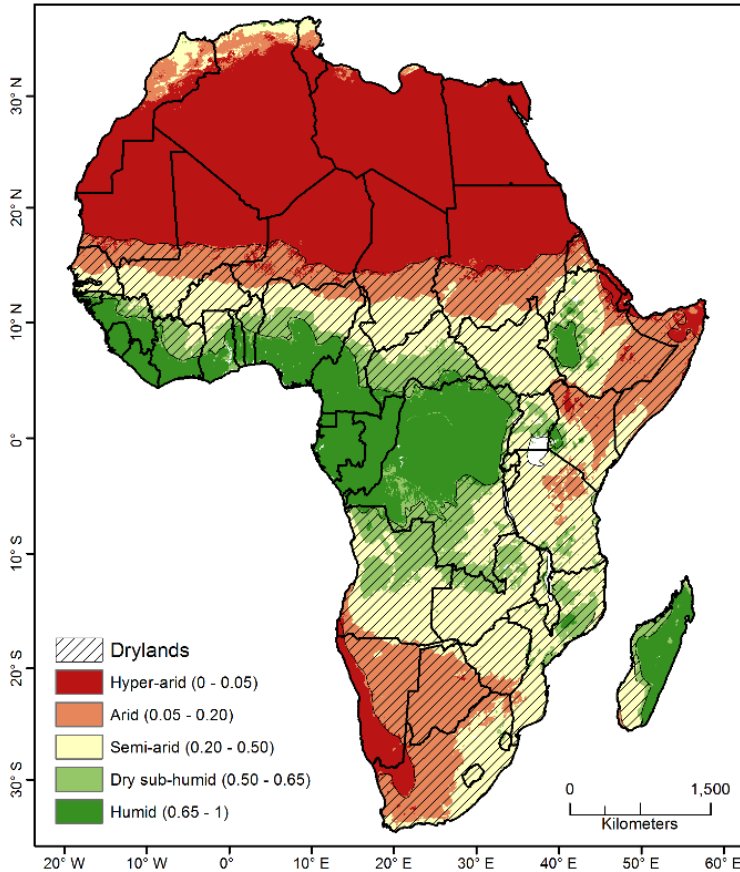 30° N
20° N
10° N
0°
10° S
20° S
30° S
Drylands
Hyper-arid (0 - 0.05)
Arid (0.05 - 0.20)
Semi-arid (0.20 - 0.50)
Dry sub-humid (0.50 - 0.65)
Humid (0.65 - 1)
0 1,500
Kilometers
20° W 10° W 0° 10° E 20° E 30° E 40° E 50° E 60° E